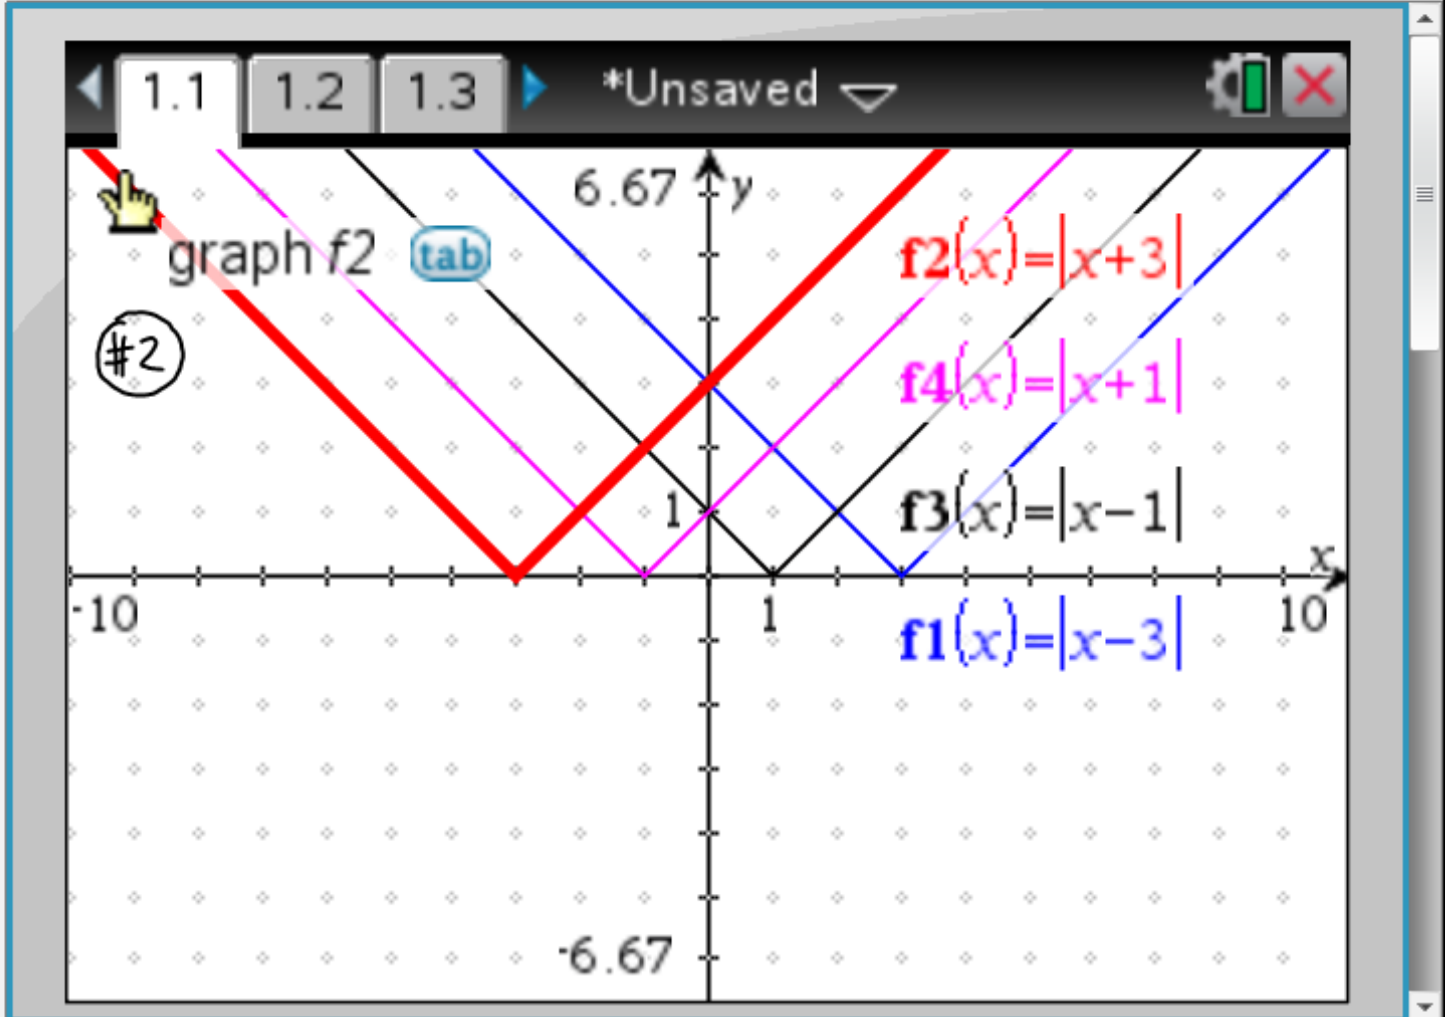 1.1 1.2 1.3 *Unsaved
6.67 y
graph f2 tab
f2(x)=|x+3|
#2
f4(x)=|x+1|
1
f3(x)=|x−1|
x
-10 1 10
f1(x)=|x−3|
-6.67